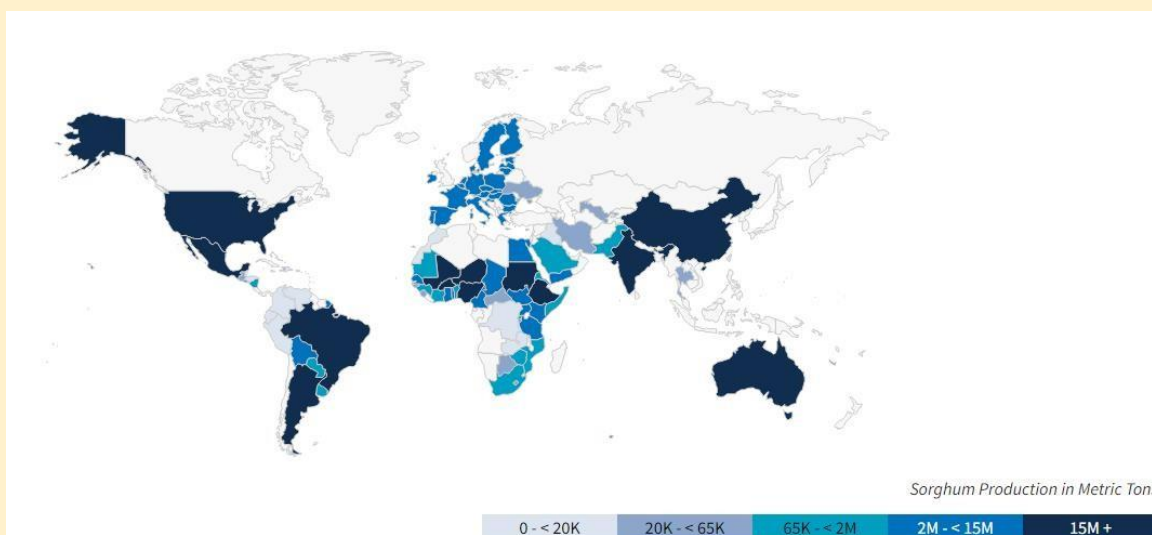 Sorghum Production in Metric Tons
0 - < 20K
20K - < 65K
65K - < 2M
2M - < 15M
15M +